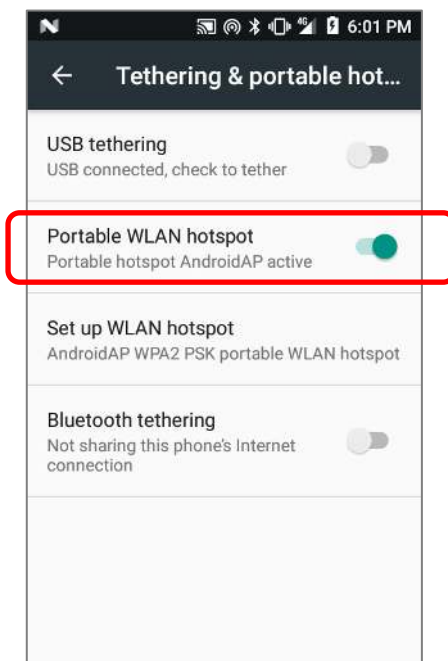 4G 6:01 PM
Tethering & portable hot...
USB tethering
USB connected, check to tether
Portable WLAN hotspot
Portable hotspot AndroidAP active
Set up WLAN hotspot
AndroidAP WPA2 PSK portable WLAN hotspot
Bluetooth tethering
Not sharing this phone's Internet
connection